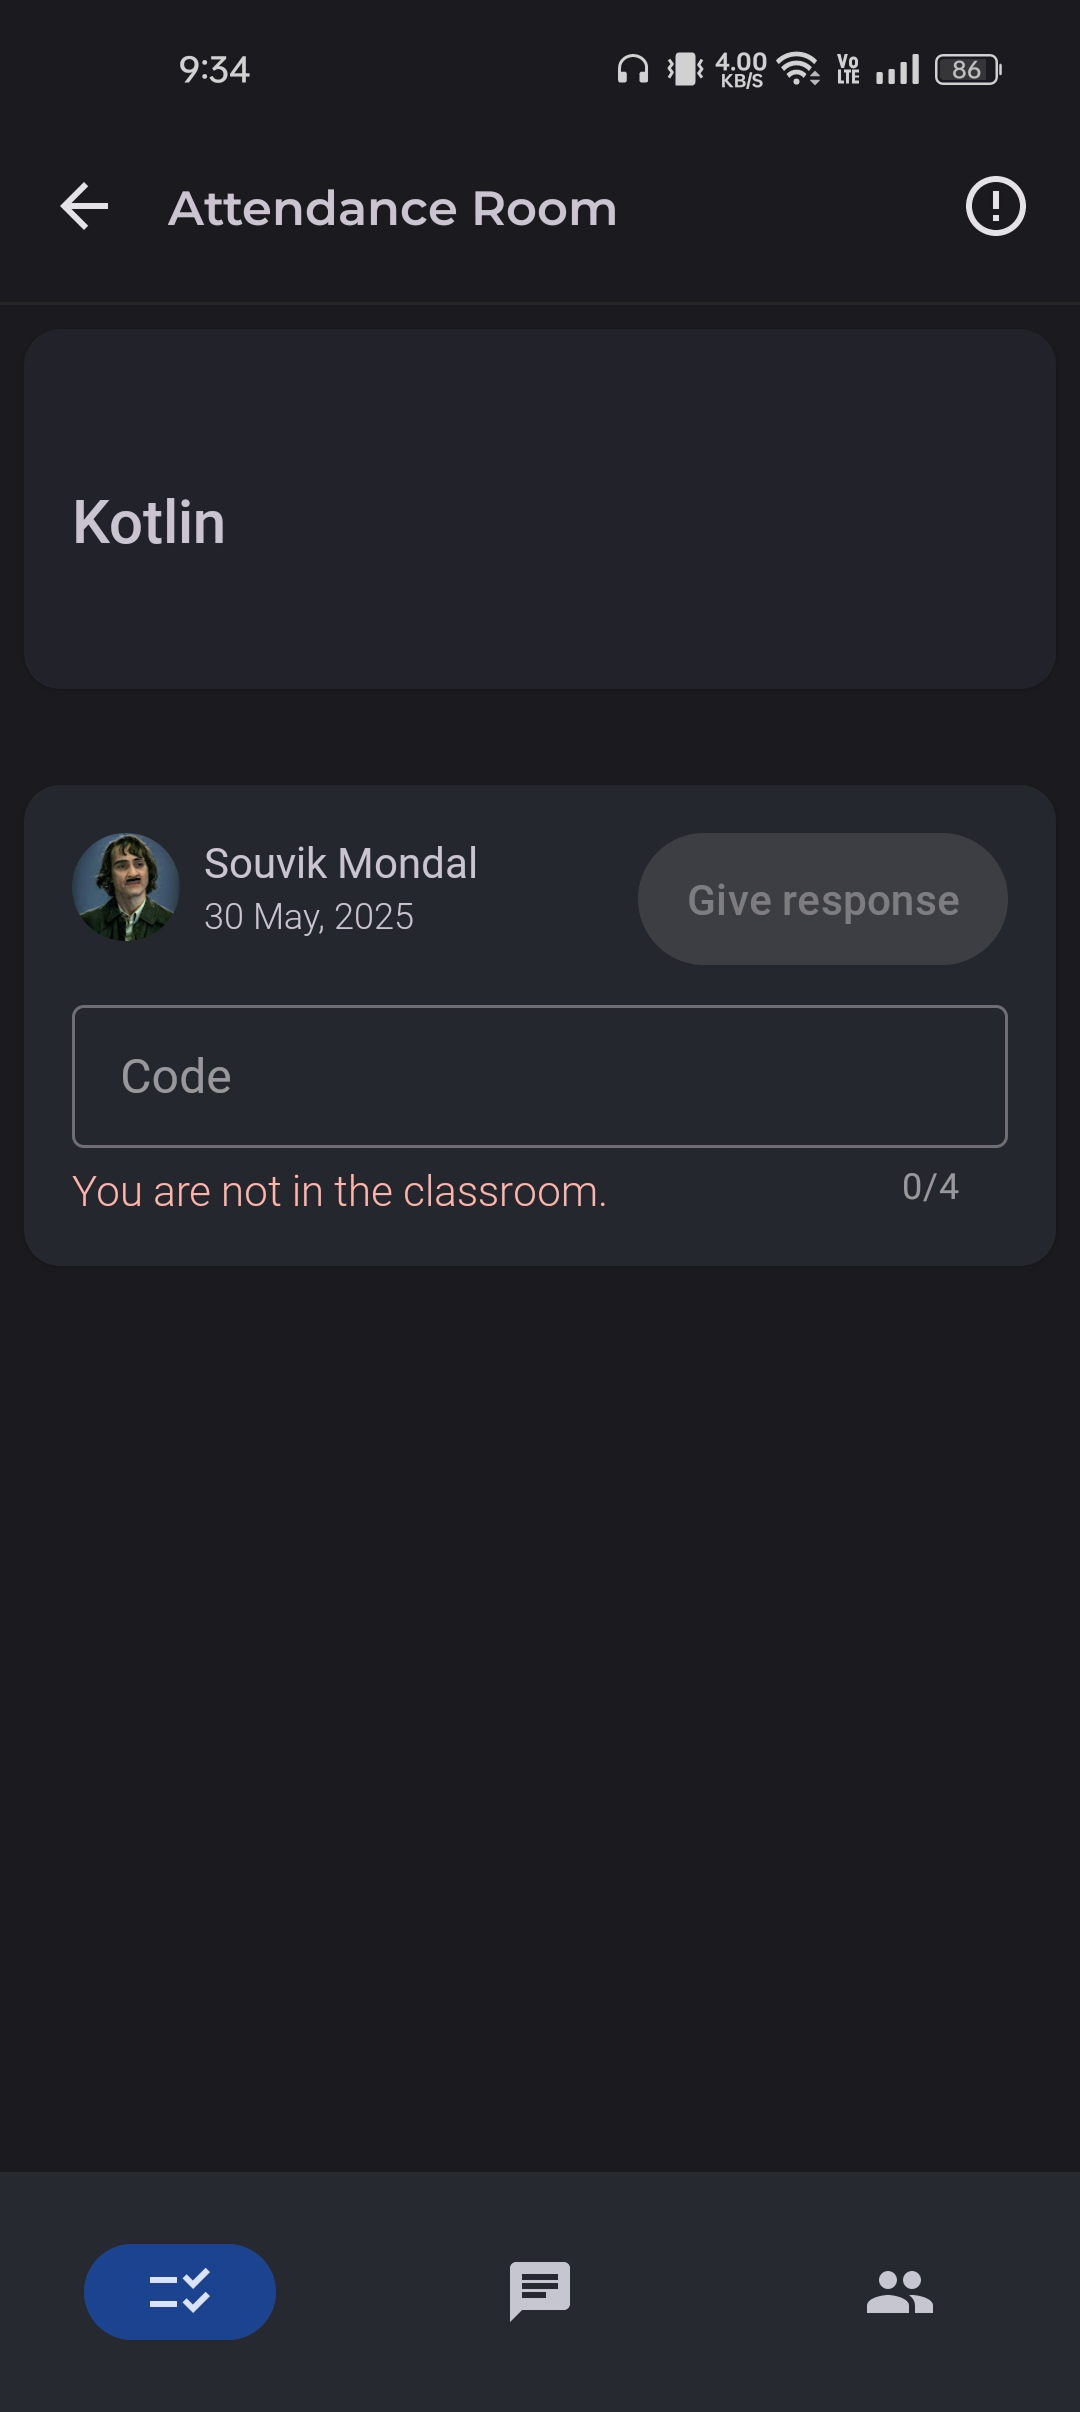 9:34
4.00
KB/S
Vo
LTE
86
Attendance Room
Kotlin
Souvik Mondal
30 May, 2025
Give response
Code
You are not in the classroom.
0/4